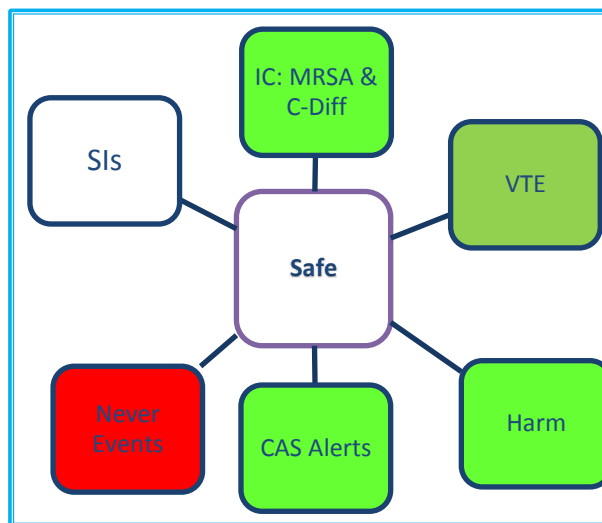 IC: MRSA &
C-Diff
SIs
VTE
Safe
Never
Events
CAS Alerts
Harm